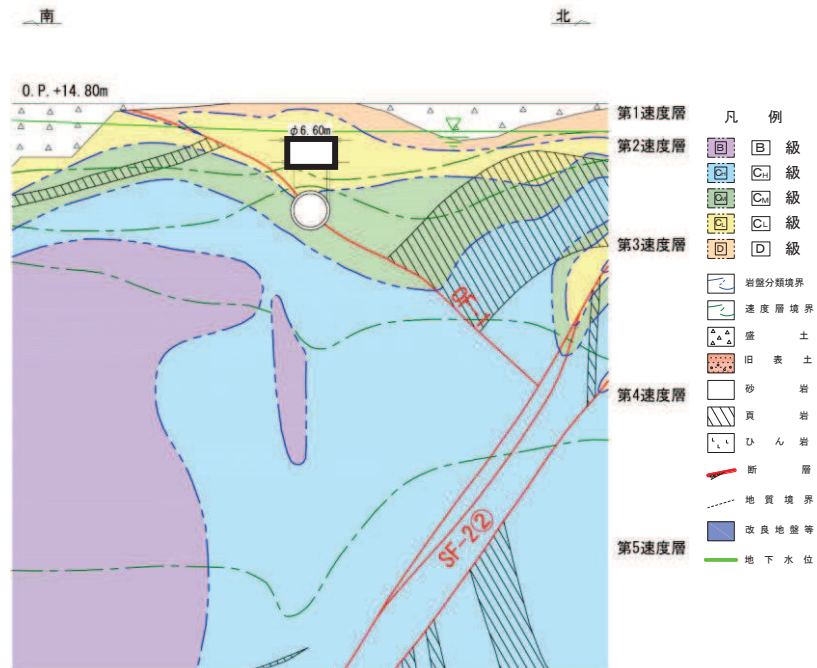 南
北
O.P.+14.80m
φ6.60m
第1速度層
第2速度層
第3速度層
第4速度層
第5速度層
SF-2②
凡 例
B B 級
CH CH 級
CM CM 級
CL CL 級
D D 級
岩盤分類境界
速度層境界
盛 土
旧 表 土
砂 岩
頁 岩
ひ ん 岩
断 層
地 質 境 界
改 良 地 盤 等
地 下 水 位